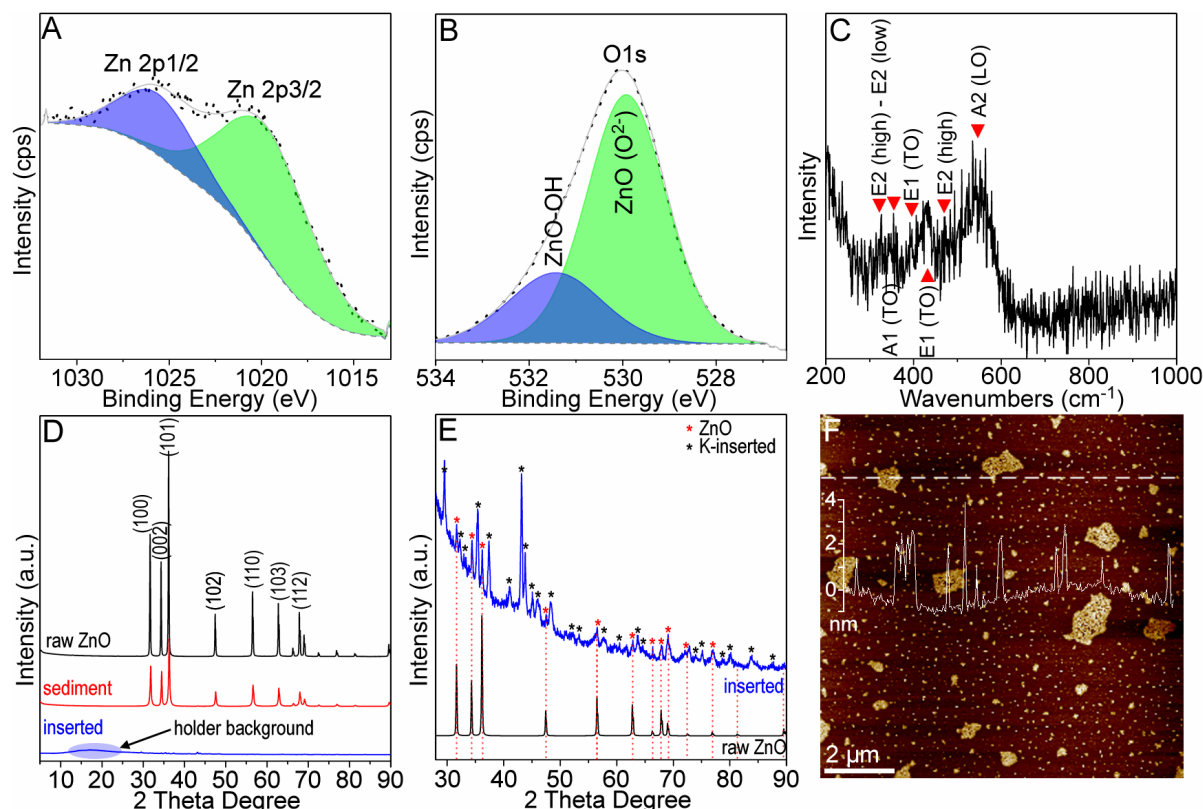 A
Zn 2p1/2
Zn 2p3/2
Intensity (cps)
1030 1025 1020 1015
Binding Energy (eV)
B
O1s
ZnO-OH
ZnO (O2-)
Intensity (cps)
534 532 530 528
Binding Energy (eV)
C
E2 (high) - E2 (low)
A1 (TO)
E1 (TO)
E1 (TO)
E2 (high)
A2 (LO)
Intensity
200 400 600 800 1000
Wavenumbers (cm-1)
D
(100)
(002)
(101)
(102)
(110)
(103)
(112)
raw ZnO
sediment
inserted
holder background
Intensity (a.u.)
10 20 30 40 50 60 70 80 90
2 Theta Degree
E
* ZnO
* K-inserted
inserted
raw ZnO
Intensity (a.u.)
30 40 50 60 70 80 90
2 Theta Degree
F
4
2
0
nm
2 µm